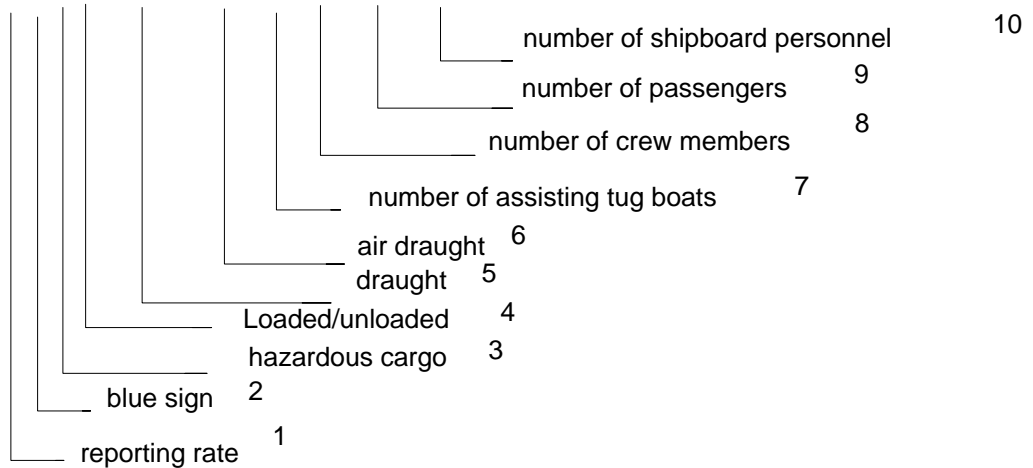 number of shipboard personnel 10
number of passengers 9
number of crew members 8
number of assisting tug boats 7
air draught 6
draught 5
Loaded/unloaded 4
hazardous cargo 3
blue sign 2
reporting rate 1